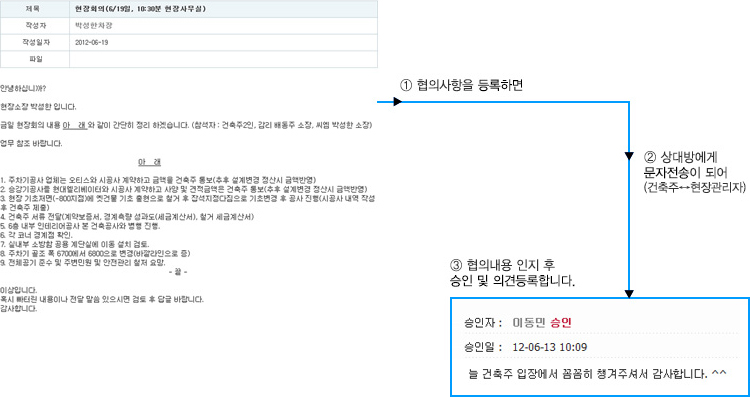 제목 현장회의(6/19일, 10:30분 현장사무실)
작성자 박성한차장
작성일자 2012-06-19
파일
안녕하십니까?
현장소장 박성한 입니다.
금일 현장회의 내용 아 래 와 같이 간단히 정리 하겠습니다. (참석자 : 건축주2인, 감리 배동주 소장, 씨엠 박성한 소장)
업무 참조 바랍니다.
아 래
1. 주차기공사 업체는 오티스와 시공사 계약하고 금액을 건축주 통보(추후 설계변경 정산시 금액반영)
2. 승강기공사를 현대엘리베이터와 시공사 계약하고 사양 및 견적금액은 건축주 통보(추후 설계변경 정산시 금액반영)
3. 현장 기초저면(-800지점)에 옛건물 기초 출현으로 철거 후 잡석지정다짐으로 기초변경 후 공사 진행(시공사 내역 작성
후 건축주 제출)
4. 건축주 서류 전달(계약보증서, 경계측량 성과도(세금계산서), 철거 세금계산서)
5. 6층 내부 인테리어공사 본 건축공사와 병행 진행.
6. 각 코너 경계점 확인.
7. 실내부 소방함 공용 계단실에 이동 설치 검토.
8. 주차기 골조 폭 6700에서 6800으로 변경(바깥라인으로 증)
9. 전체공기 준수 및 주변민원 및 안전관리 철저 요망.
- 끝 -
이상입니다.
혹시 빠터린 내용이나 전달 말씀 있으시면 검토 후 답글 바랍니다.
감사합니다.
① 협의사항을 등록하면
② 상대방에게
문자전송이 되어
(건축주↔현장관리자)
③ 협의내용 인지 후
승인 및 의견등록합니다.
승인자 : 이동민 승인
승인일 : 12-06-13 10:09
늘 건축주 입장에서 꼼꼼히 챙겨주셔서 감사합니다. ^^